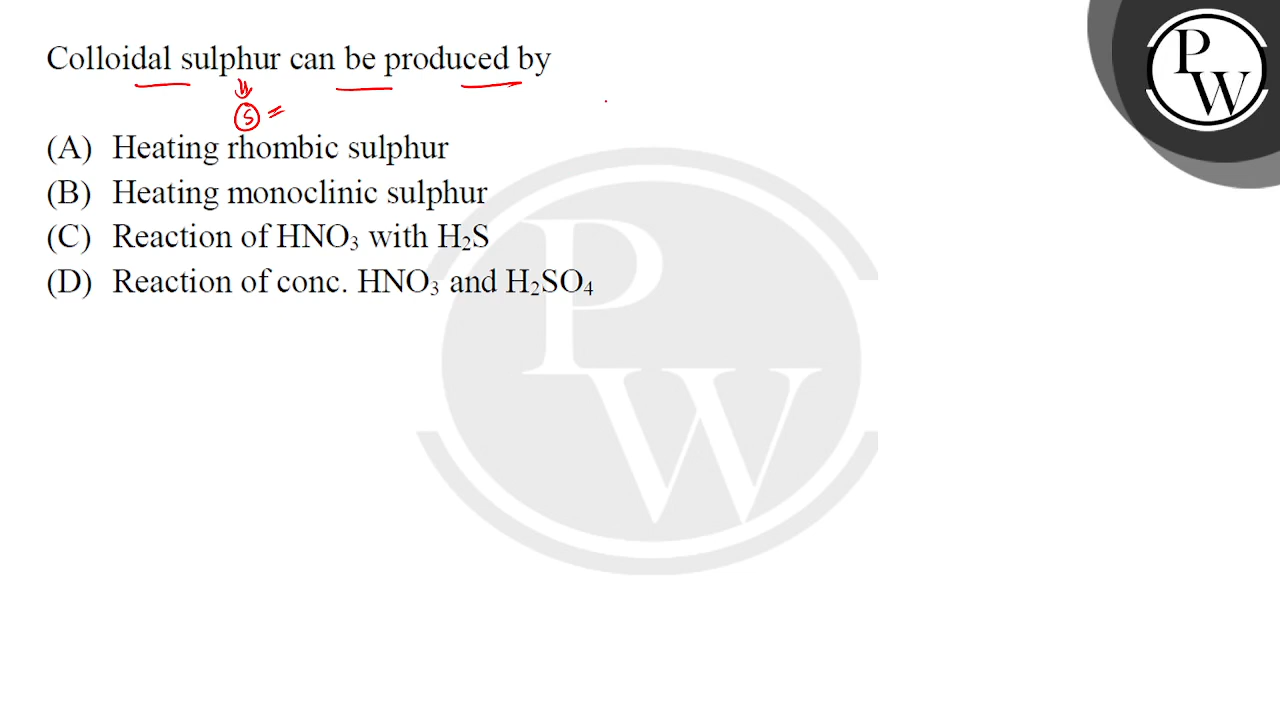 Colloidal sulphur can be produced by
S =
(A) Heating rhombic sulphur
(B) Heating monoclinic sulphur
(C) Reaction of HNO₃ with H₂S
(D) Reaction of conc. HNO₃ and H₂SO₄
P
W
P
W